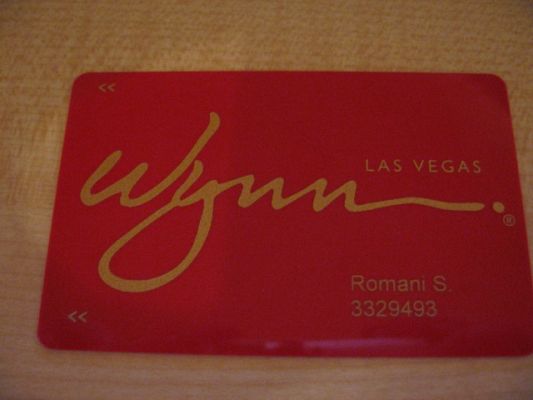 <<
Wynn.®
LAS VEGAS
Romani S.
3329493
<<